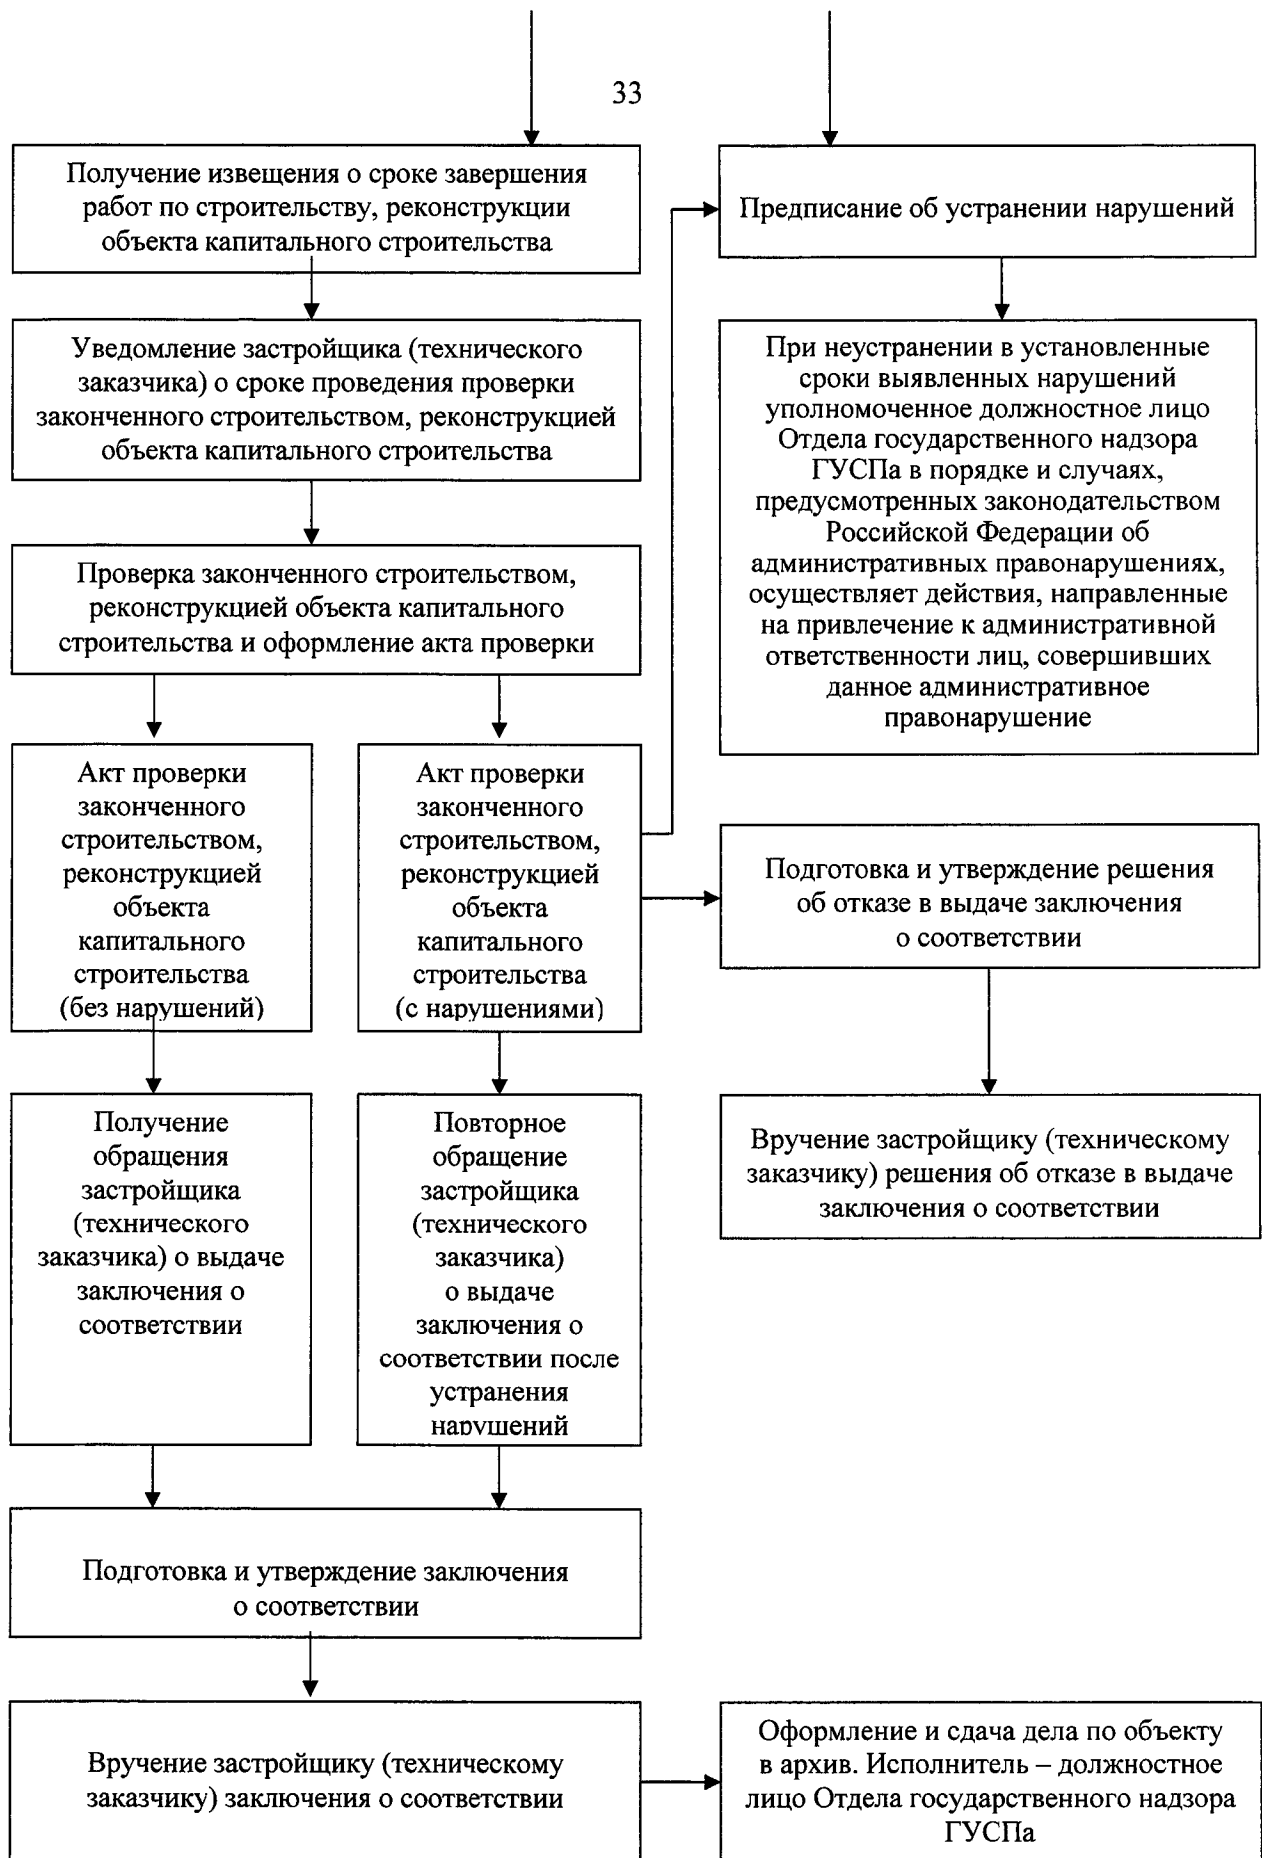 33
Получение извещения о сроке завершения
работ по строительству, реконструкции
объекта капитального строительства
Предписание об устранении нарушений
Уведомление застройщика (технического
заказчика) о сроке проведения проверки
законченного строительством, реконструкцией
объекта капитального строительства
При неустранении в установленные
сроки выявленных нарушений
уполномоченное должностное лицо
Отдела государственного надзора
ГУСПа в порядке и случаях,
предусмотренных законодательством
Российской Федерации об
административных правонарушениях,
осуществляет действия, направленные
на привлечение к административной
ответственности лиц, совершивших
данное административное
правонарушение
Проверка законченного строительством,
реконструкцией объекта капитального
строительства и оформление акта проверки
Акт проверки
законченного
строительством,
реконструкцией
объекта
капитального
строительства
(без нарушений)
Акт проверки
законченного
строительством,
реконструкцией
объекта
капитального
строительства
(с нарушениями)
Подготовка и утверждение решения
об отказе в выдаче заключения
о соответствии
Получение
обращения
застройщика
(технического
заказчика) о выдаче
заключения о
соответствии
Повторное
обращение
застройщика
(технического
заказчика)
о выдаче
заключения о
соответствии после
устранения
нарушений
Вручение застройщику (техническому
заказчику) решения об отказе в выдаче
заключения о соответствии
Подготовка и утверждение заключения
о соответствии
Вручение застройщику (техническому
заказчику) заключения о соответствии
Оформление и сдача дела по объекту
в архив. Исполнитель – должностное
лицо Отдела государственного надзора
ГУСПа